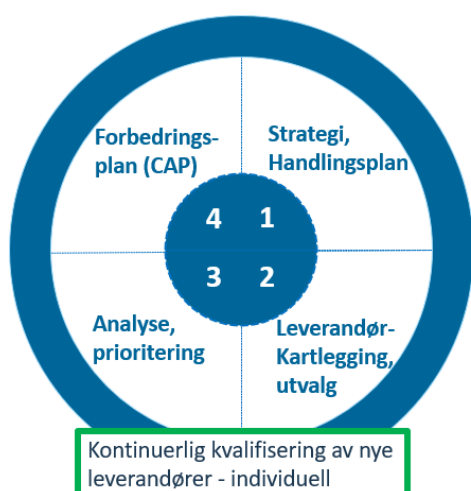 Forbedrings-
plan (CAP)
Strategi,
Handlingsplan
4 1
3 2
Analyse,
prioritering
Leverandør-
Kartlegging,
utvalg
Kontinuerlig kvalifisering av nye
leverandører - individuell